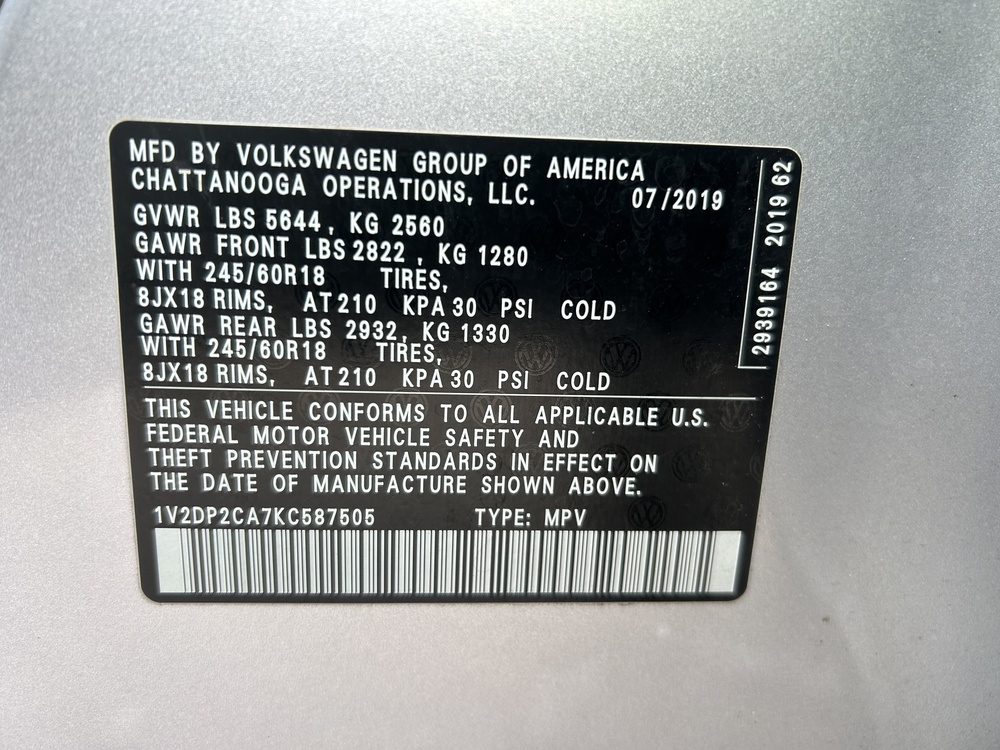 MFD BY VOLKSWAGEN GROUP OF AMERICA
CHATTANOOGA OPERATIONS, LLC. 07/2019
GVWR LBS 5644, KG 2560
GAWR FRONT LBS 2822 , KG 1280
WITH 245/60R18 TIRES,
8JX18 RIMS, AT 210 KPA 30 PSI COLD
GAWR REAR LBS 2932, KG 1330
WITH 245/60R18 TIRES,
8JX18 RIMS, AT 210 KPA 30 PSI COLD
THIS VEHICLE CONFORMS TO ALL APPLICABLE U.S.
FEDERAL MOTOR VEHICLE SAFETY AND
THEFT PREVENTION STANDARDS IN EFFECT ON
THE DATE OF MANUFACTURE SHOWN ABOVE.
1V2DP2CA7KC587505 TYPE: MPV
2939164 2019 62